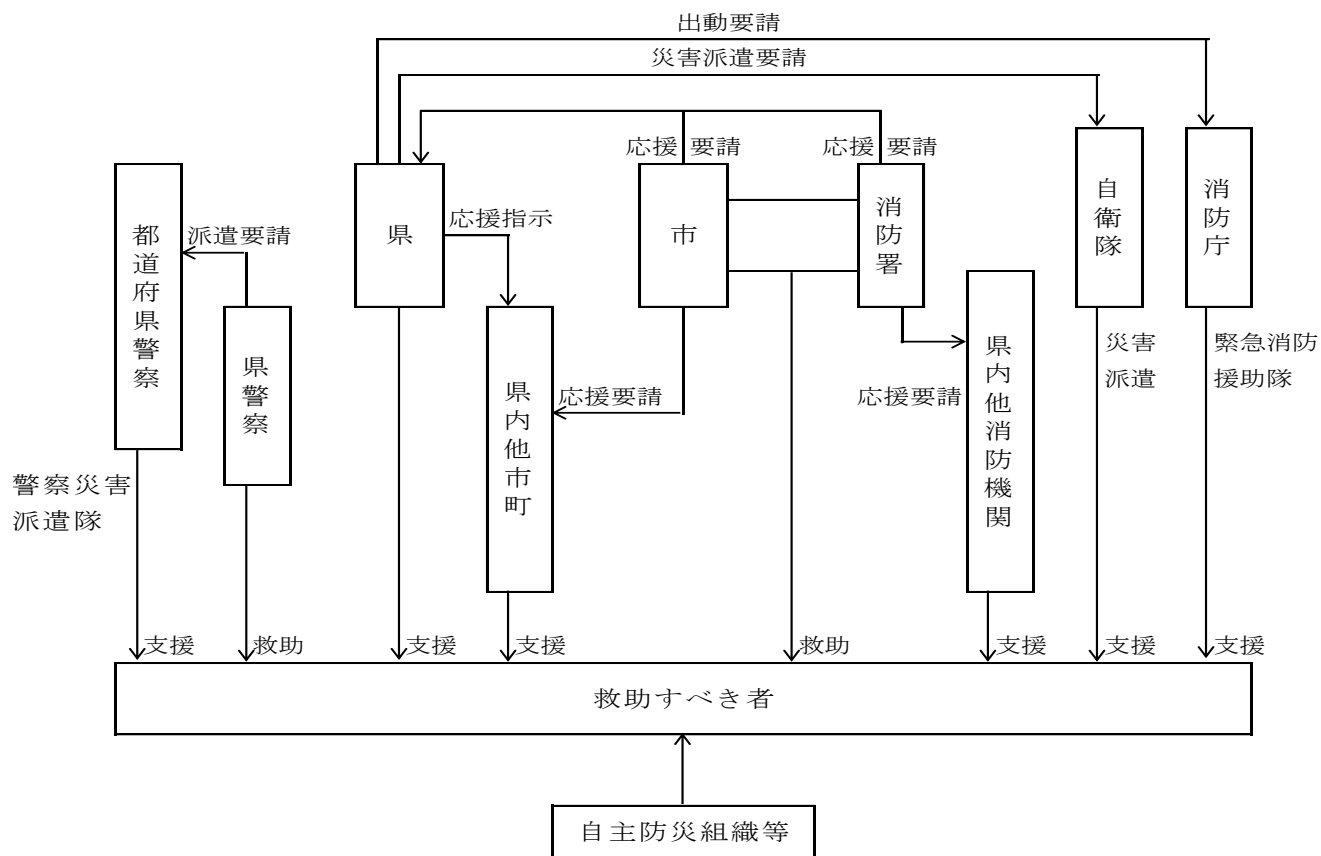 出動要請
災害派遣要請
応援要請
応援要請
都道府県警察
派遣要請
県警察
県
応援指示
県内他市町
市
消防署
応援要請
応援要請
県内他消防機関
自衛隊
消防庁
災害
派遣
緊急消防
援助隊
警察災害
派遣隊
支援
救助
支援
支援
救助
支援
支援
支援
救助すべき者
自主防災組織等